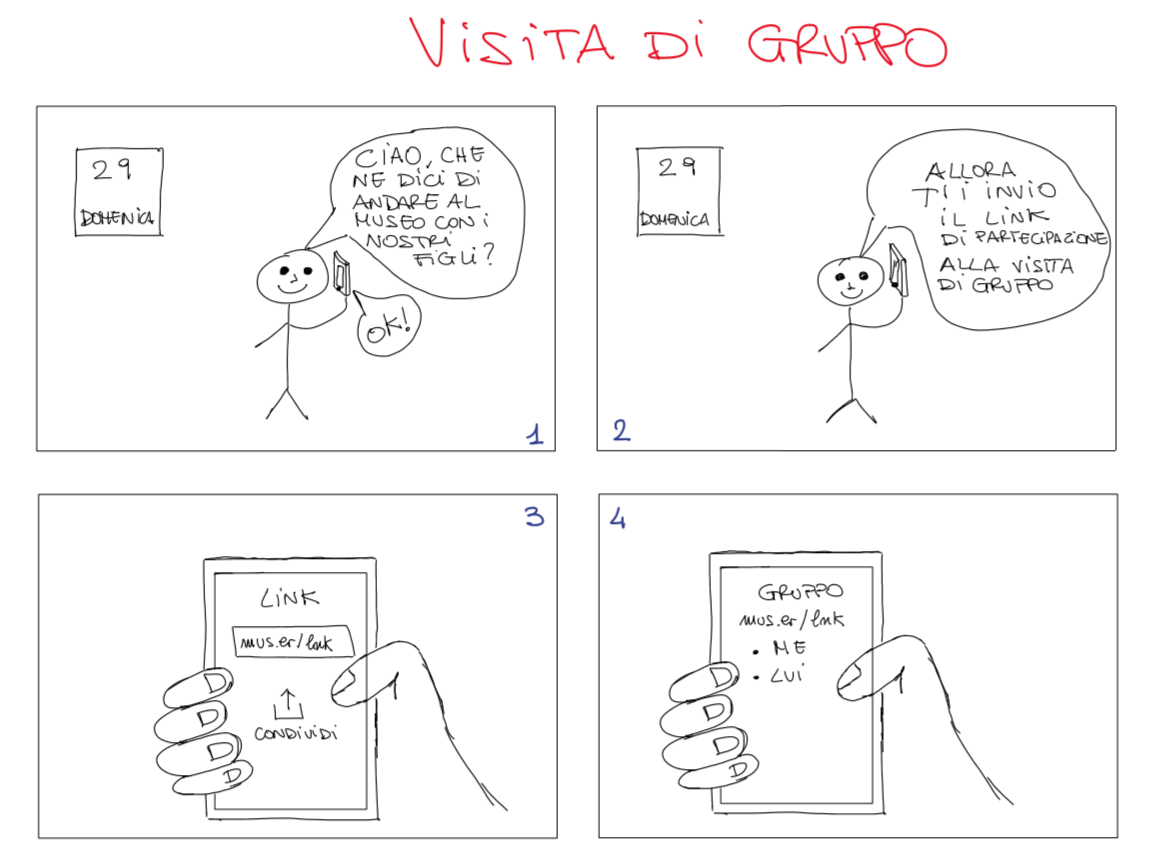 VISITA DI GRUPPO
29
DOMENICA
CIAO, CHE
NE DICI DI
ANDARE AL
MUSEO CON I
NOSTRI
FIGLI?
OK!
1
29
DOMENICA
ALLORA
TI INVIO
IL LINK
DI PARTECIPAZIONE
ALLA VISITA
DI GRUPPO
2
3
LINK
mus.er/link
CONDIVIDI
4
GRUPPO
mus.er/link
• ME
• LUI